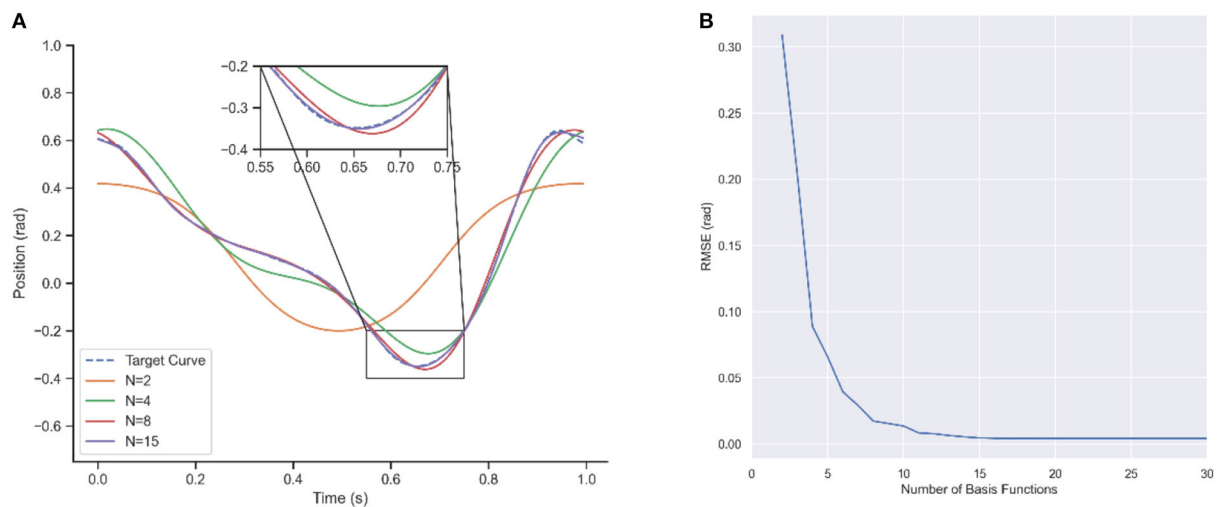 A
1.0
0.8
0.6
0.4
0.2
0.0
−0.2
−0.4
−0.6
Position (rad)
−0.2
−0.3
−0.4
0.55 0.60 0.65 0.70 0.75
Target Curve
N=2
N=4
N=8
N=15
0.0 0.2 0.4 0.6 0.8 1.0
Time (s)
B
0.30
0.25
0.20
0.15
0.10
0.05
0.00
RMSE (rad)
0 5 10 15 20 25 30
Number of Basis Functions